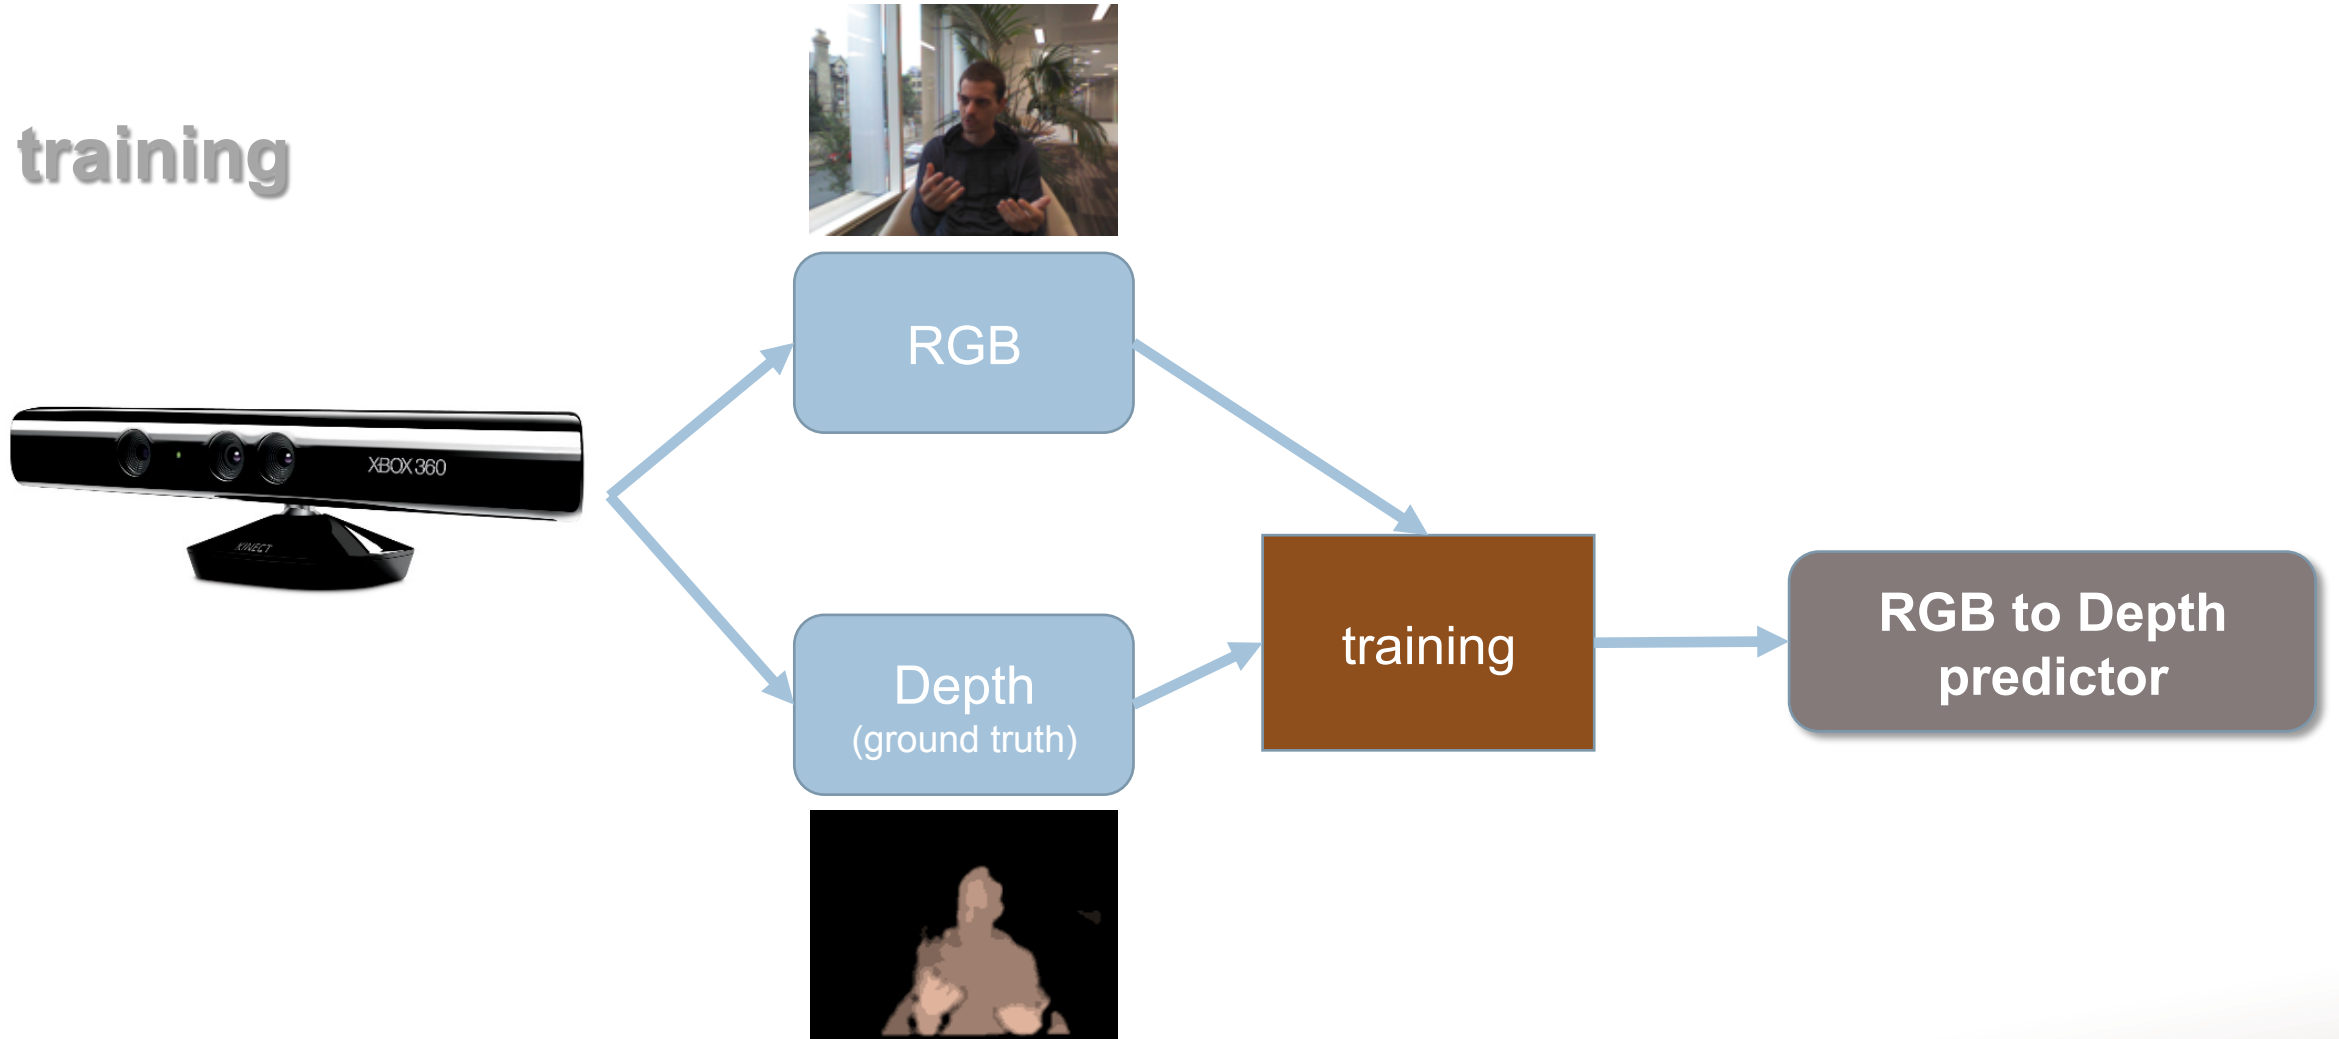 training
RGB
XBOX 360
KINECT
Depth
(ground truth)
training
RGB to Depth
predictor